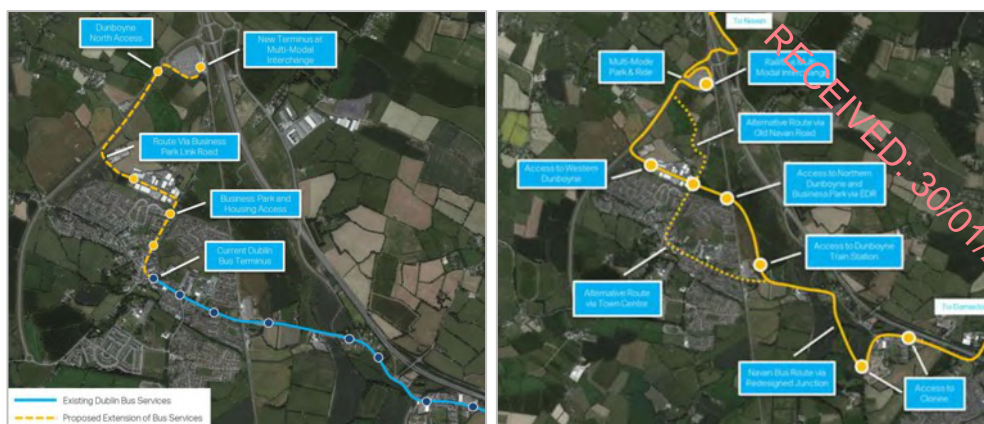 Dunboyne
North Access
New Terminus at
Multi-Modal
Interchange
Route Via Business
Park Link Road
Business Park and
Housing Access
Current Dublin
Bus Terminus
Existing Dublin Bus Services
Proposed Extension of Bus Services
To Navan
Multi-Mode
Park & Ride
Modal Interchange
Alternative Route via
Old Navan Road
Access to Western
Dunboyne
Access to Northern
Dunboyne and
Business Park via EDR
Access to Dunboyne
Train Station
Alternative Route
via Town Center
To Damastown
Navan Bus Route via
Redesigned Junction
Access to
Clonee
RECEIVED: 30/01/